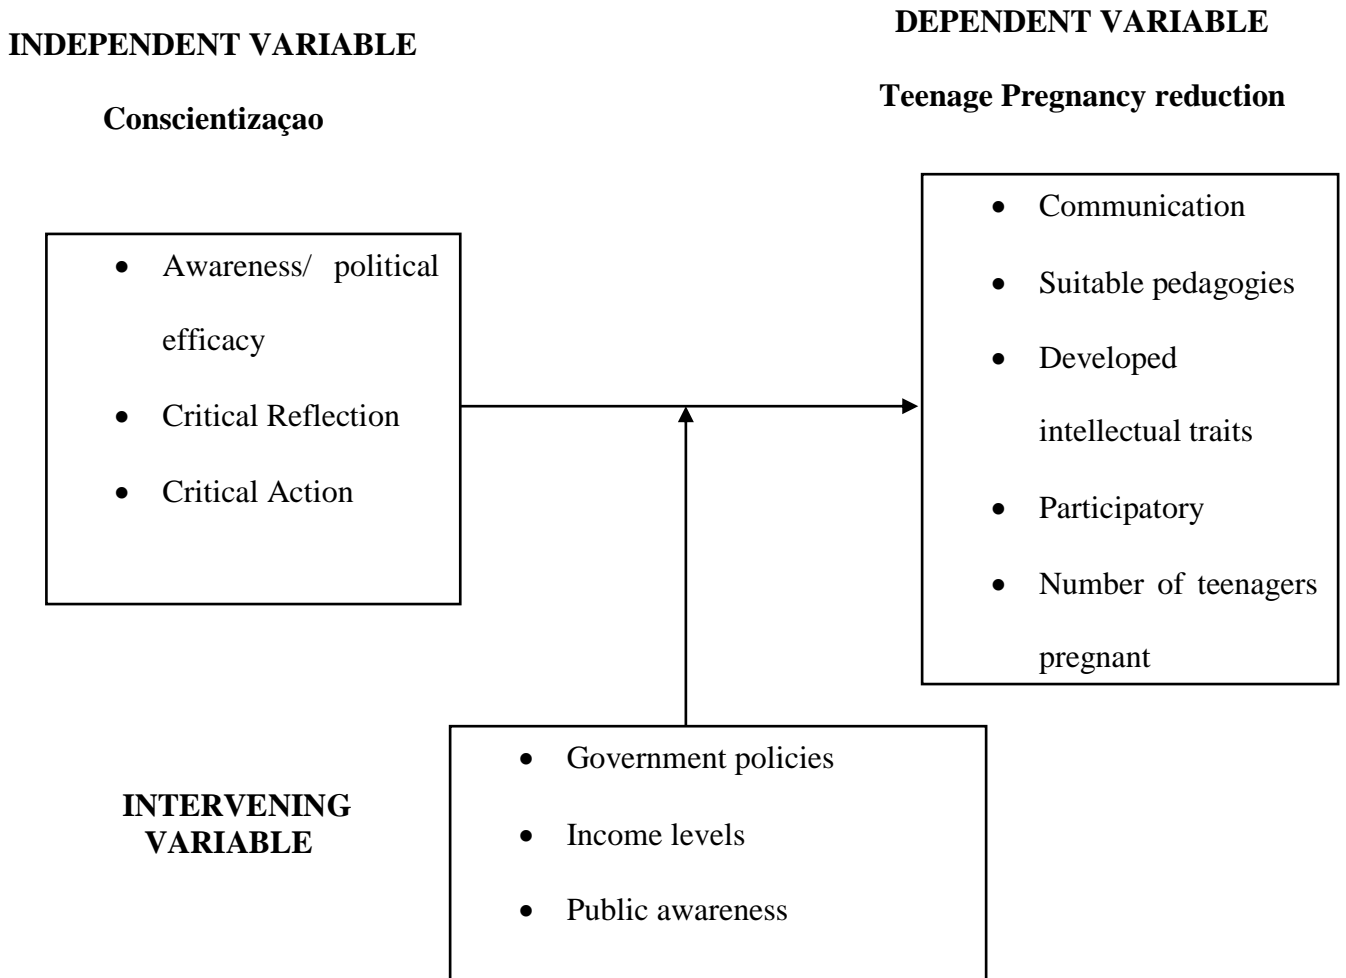 INDEPENDENT VARIABLE
Conscientizaçao
DEPENDENT VARIABLE
Teenage Pregnancy reduction
• Awareness/ political
efficacy
• Critical Reflection
• Critical Action
• Communication
• Suitable pedagogies
• Developed
intellectual traits
• Participatory
• Number of teenagers
pregnant
INTERVENING
VARIABLE
• Government policies
• Income levels
• Public awareness